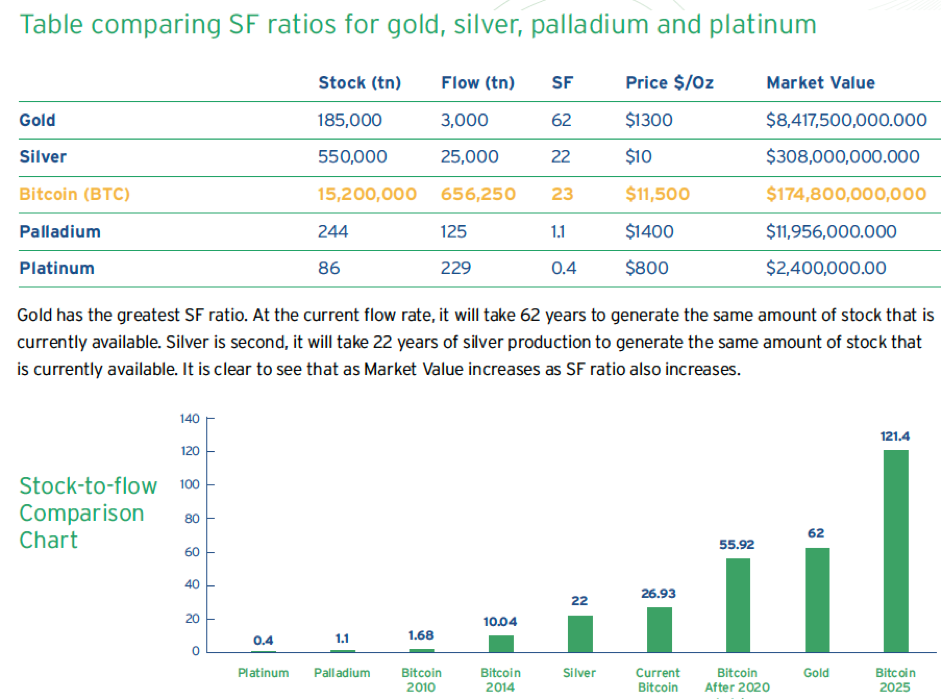 Table comparing SF ratios for gold, silver, palladium and platinum
Stock (tn) Flow (tn) SF Price $/Oz Market Value
Gold 185,000 3,000 62 $1300 $8,417,500,000.000
Silver 550,000 25,000 22 $10 $308,000,000.000
Bitcoin (BTC) 15,200,000 656,250 23 $11,500 $174,800,000,000
Palladium 244 125 1.1 $1400 $11,956,000.000
Platinum 86 229 0.4 $800 $2,400,000.00
Gold has the greatest SF ratio. At the current flow rate, it will take 62 years to generate the same amount of stock that is
currently available. Silver is second, it will take 22 years of silver production to generate the same amount of stock that
is currently available. It is clear to see that as Market Value increases as SF ratio also increases.
Stock-to-flow
Comparison
Chart
140
120
100
80
60
40
20
0
0.4
1.1
1.68
10.04
22
26.93
55.92
62
121.4
Platinum Palladium Bitcoin Bitcoin Silver Current Bitcoin Gold Bitcoin
2010 2014 Bitcoin After 2020 2025